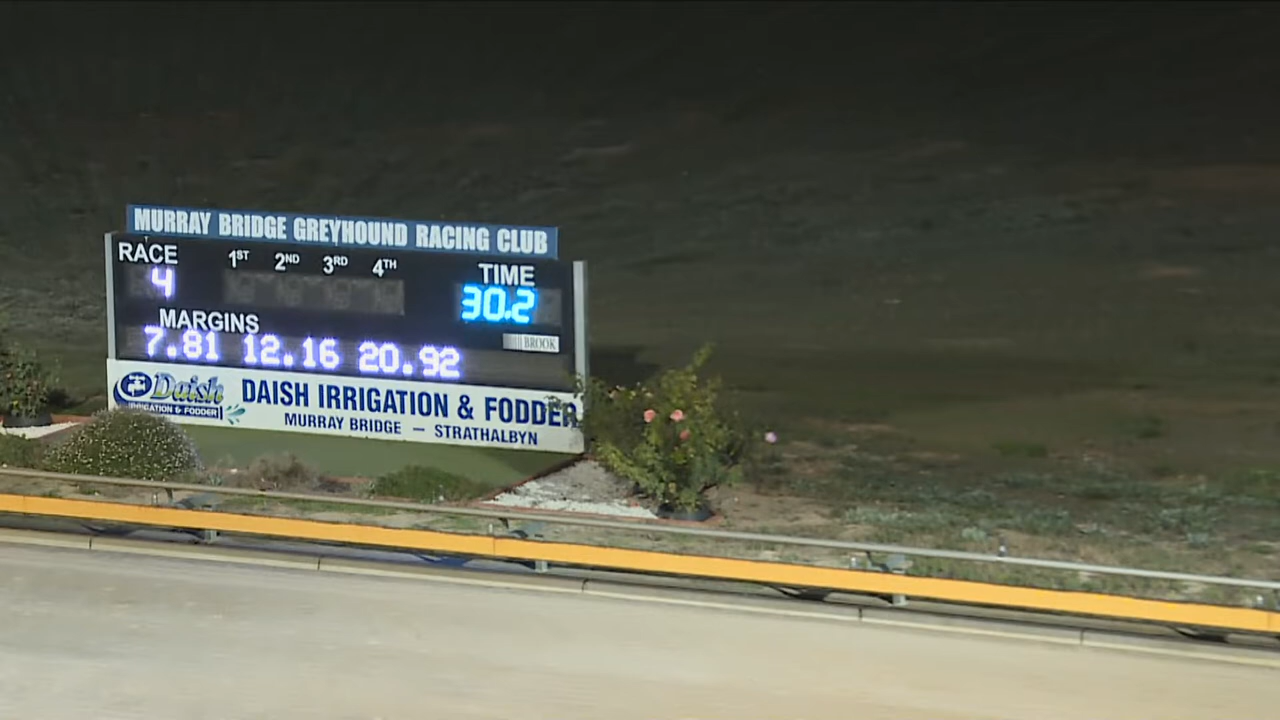 MURRAY BRIDGE GREYHOUND RACING CLUB
RACE 1ST 2ND 3RD 4TH TIME
4 30.2
MARGINS
BROOK
7.81 12.16 20.92
Daish
IRRIGATION & FODDER
DAISH IRRIGATION & FODDER
MURRAY BRIDGE — STRATHALBYN